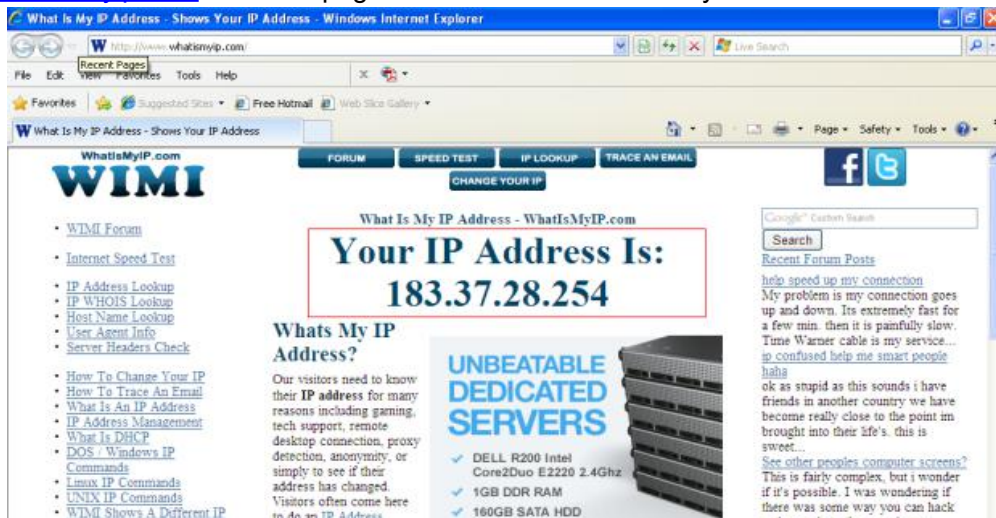 What Is My IP Address - Shows Your IP Address - Windows Internet Explorer
http://www.whatismyip.com/
Live Search
Recent Pages
File Edit View Favorites Tools Help
Favorites Suggested Sites Free Hotmail Web Slice Gallery
What Is My IP Address - Shows Your IP Address
Page Safety Tools
WhatIsMyIP.com
WIMI
FORUM SPEED TEST IP LOOKUP TRACE AN EMAIL
CHANGE YOUR IP
WIMI Forum
Internet Speed Test
IP Address Lookup
IP WHOIS Lookup
Host Name Lookup
User Agent Info
Server Headers Check
How To Change Your IP
How To Trace An Email
What Is An IP Address
IP Address Management
What Is DHCP
DOS / Windows IP
Commands
Linux IP Commands
UNIX IP Commands
WIMI Shows A Different IP
What Is My IP Address - WhatIsMyIP.com
Your IP Address Is:
183.37.28.254
Whats My IP
Address?
Our visitors need to know
their IP address for many
reasons including gaming,
tech support, remote
desktop connection, proxy
detection, anonymity, or
simply to see if their
address has changed.
Visitors often come here
to do an IP Address
UNBEATABLE
DEDICATED
SERVERS
DELL R200 Intel
Core2Duo E2220 2.4Ghz
1GB DDR RAM
160GB SATA HDD
Google Custom Search
Search
Recent Forum Posts
help speed up my connection
My problem is my connection goes
up and down. Its extremely fast for
a few min. then it is painfully slow.
Time Warner cable is my service...
ip confused help me smart people
haha
ok as stupid as this sounds i have
friends in another country we have
become really close to the point im
brought into their life's. this is
sweet...
See other peoples computer screens?
This is fairly complex, but i wonder
if it's possible. I was wondering if
there was some way you can hack